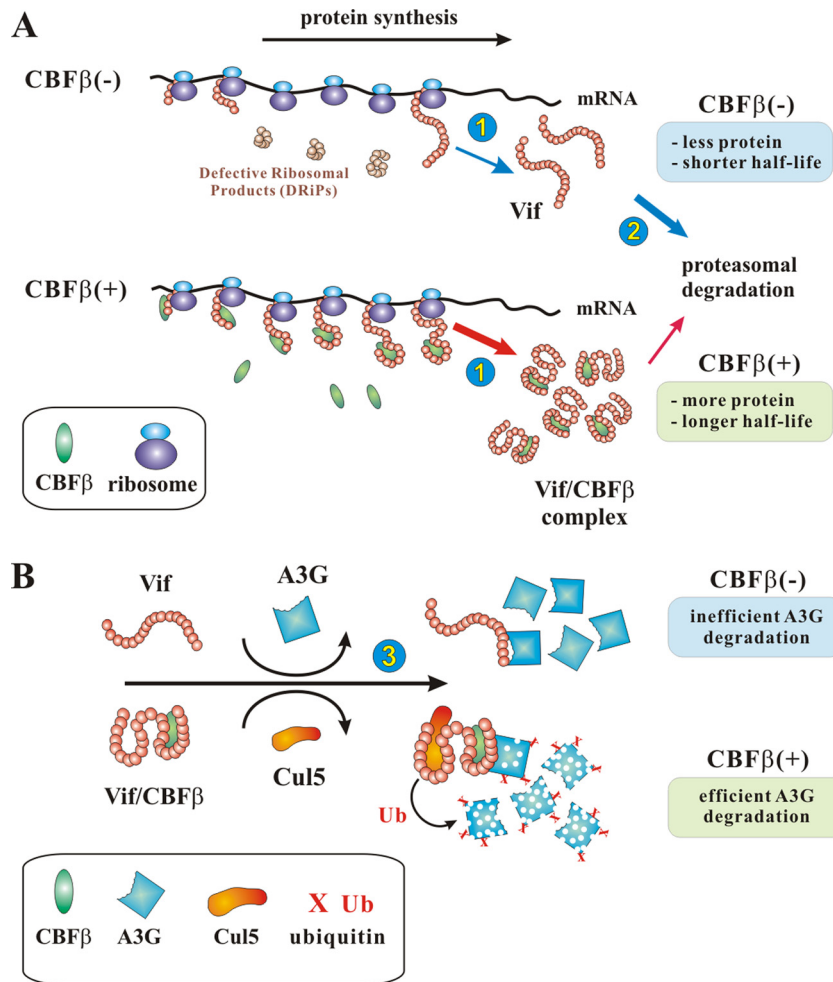 A
protein synthesis
CBFβ(-)
mRNA
1
Defective Ribosomal
Products (DRiPs)
Vif
CBFβ(-)
- less protein
- shorter half-life
2
proteasomal
degradation
CBFβ(+)
mRNA
1
CBFβ(+)
- more protein
- longer half-life
CBFβ
ribosome
Vif/CBFβ
complex
B
Vif
A3G
3
CBFβ(-)
inefficient A3G
degradation
Vif/CBFβ
Cul5
Ub
CBFβ(+)
efficient A3G
degradation
X Ub
CBFβ
A3G
Cul5
ubiquitin